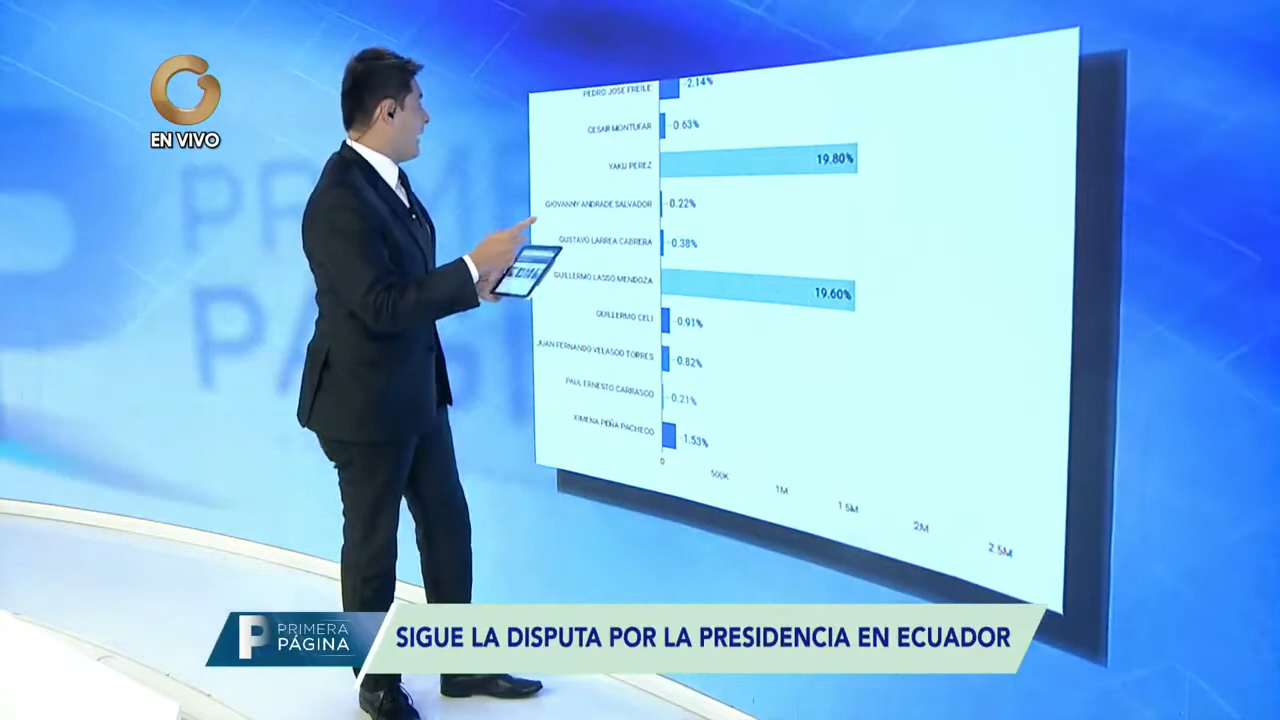 EN VIVO
PEDRO JOSE FREILE 2.14%
CESAR MONTUFAR 0.63%
YAKU PEREZ 19.80%
GIOVANNY ANDRADE SALVADOR 0.22%
GUSTAVO LARREA CABRERA 0.38%
GUILLERMO LASSO MENDOZA 19.60%
GUILLERMO CELI 0.91%
JUAN FERNANDO VELASCO TORRES 0.82%
PAUL ERNESTO CARRASCO 0.21%
XIMENA PEÑA PACHECO 1.53%
0 500K 1M 1.5M 2M 2.5M
P PRIMERA
PÁGINA
SIGUE LA DISPUTA POR LA PRESIDENCIA EN ECUADOR